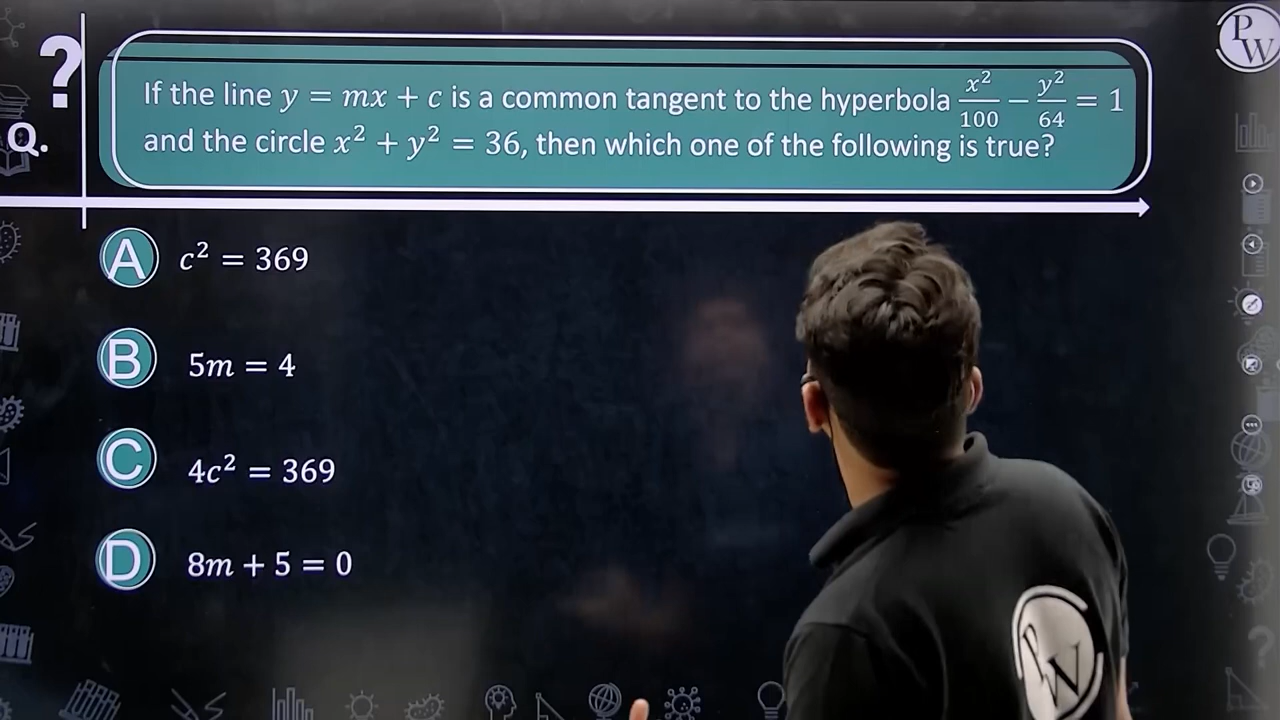 ?
PW
If the line y = mx + c is a common tangent to the hyperbola x²/100 − y²/64 = 1
Q.
and the circle x² + y² = 36, then which one of the following is true?
A c² = 369
B 5m = 4
C 4c² = 369
D 8m + 5 = 0
PW